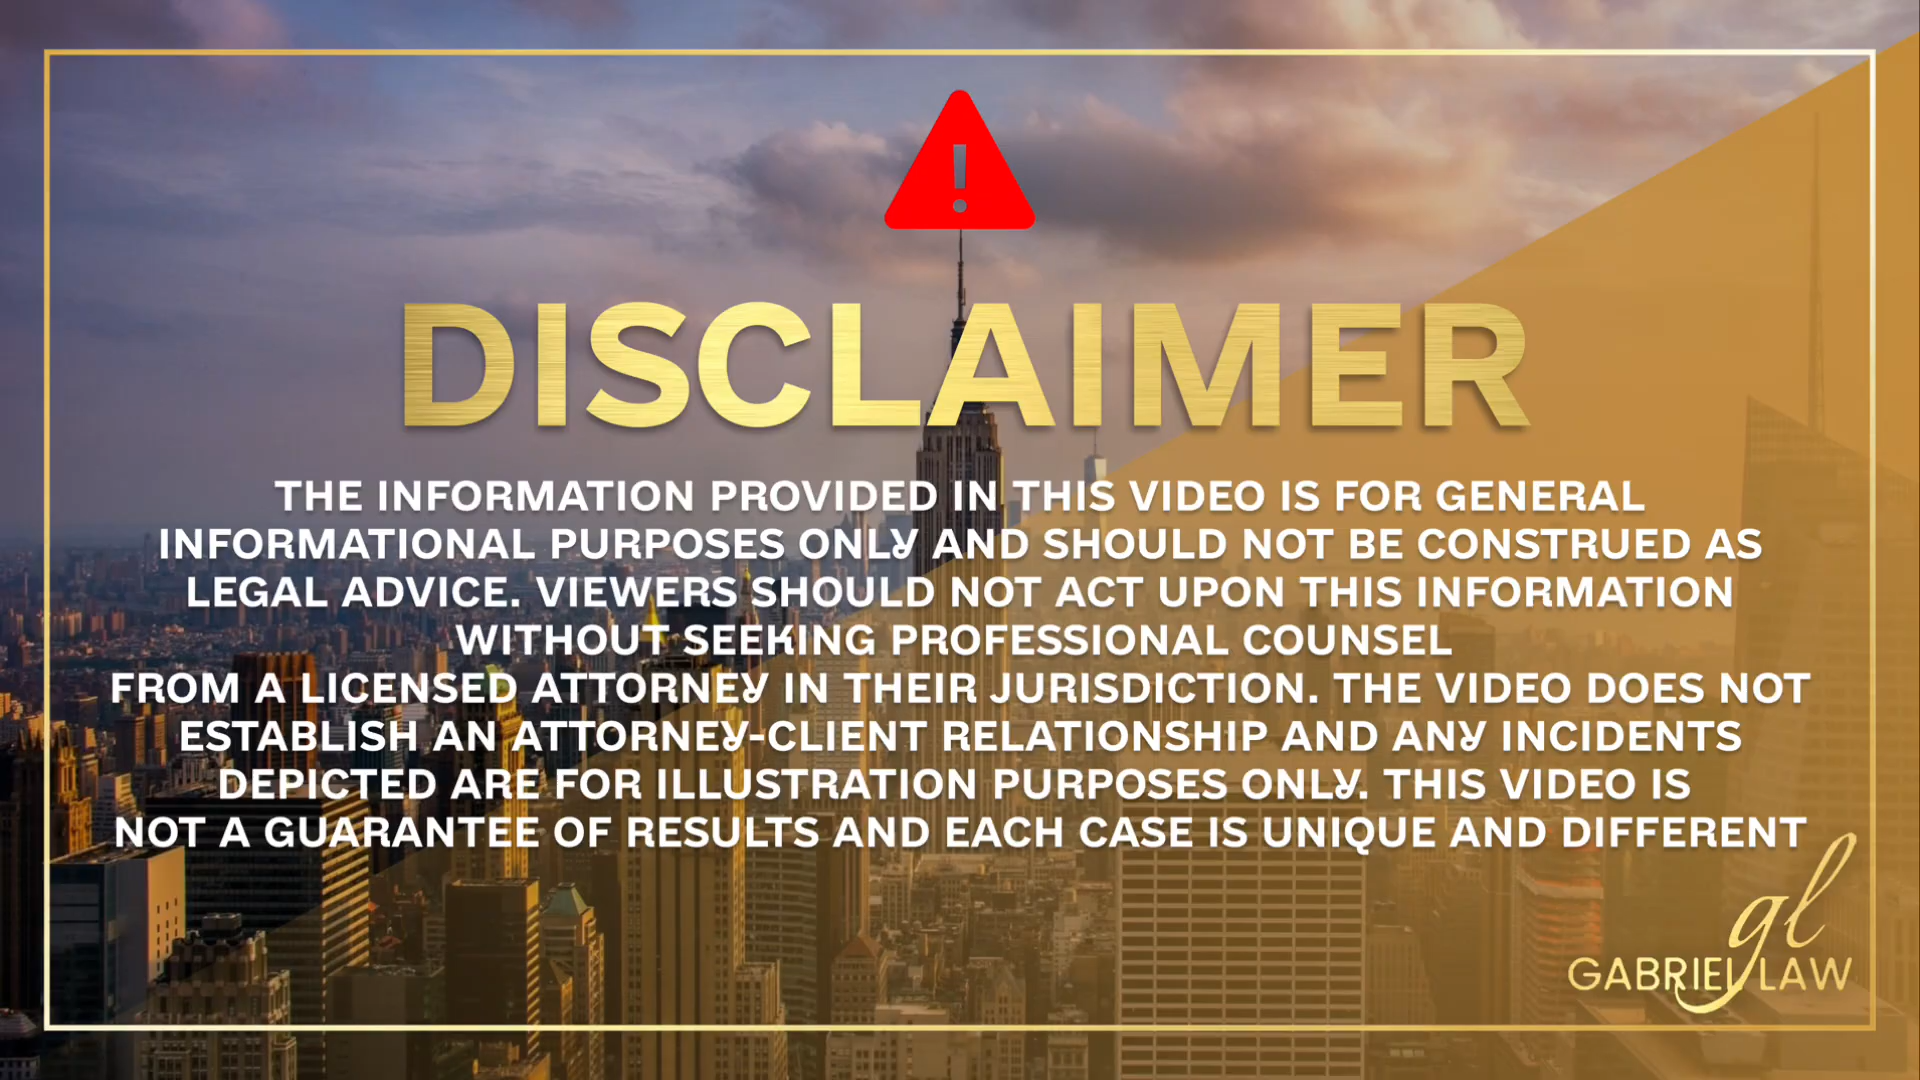 !
DISCLAIMER
THE INFORMATION PROVIDED IN THIS VIDEO IS FOR GENERAL
INFORMATIONAL PURPOSES ONLY AND SHOULD NOT BE CONSTRUED AS
LEGAL ADVICE. VIEWERS SHOULD NOT ACT UPON THIS INFORMATION
WITHOUT SEEKING PROFESSIONAL COUNSEL
FROM A LICENSED ATTORNEY IN THEIR JURISDICTION. THE VIDEO DOES NOT
ESTABLISH AN ATTORNEY-CLIENT RELATIONSHIP AND ANY INCIDENTS
DEPICTED ARE FOR ILLUSTRATION PURPOSES ONLY. THIS VIDEO IS
NOT A GUARANTEE OF RESULTS AND EACH CASE IS UNIQUE AND DIFFERENT
gl
GABRIEL LAW